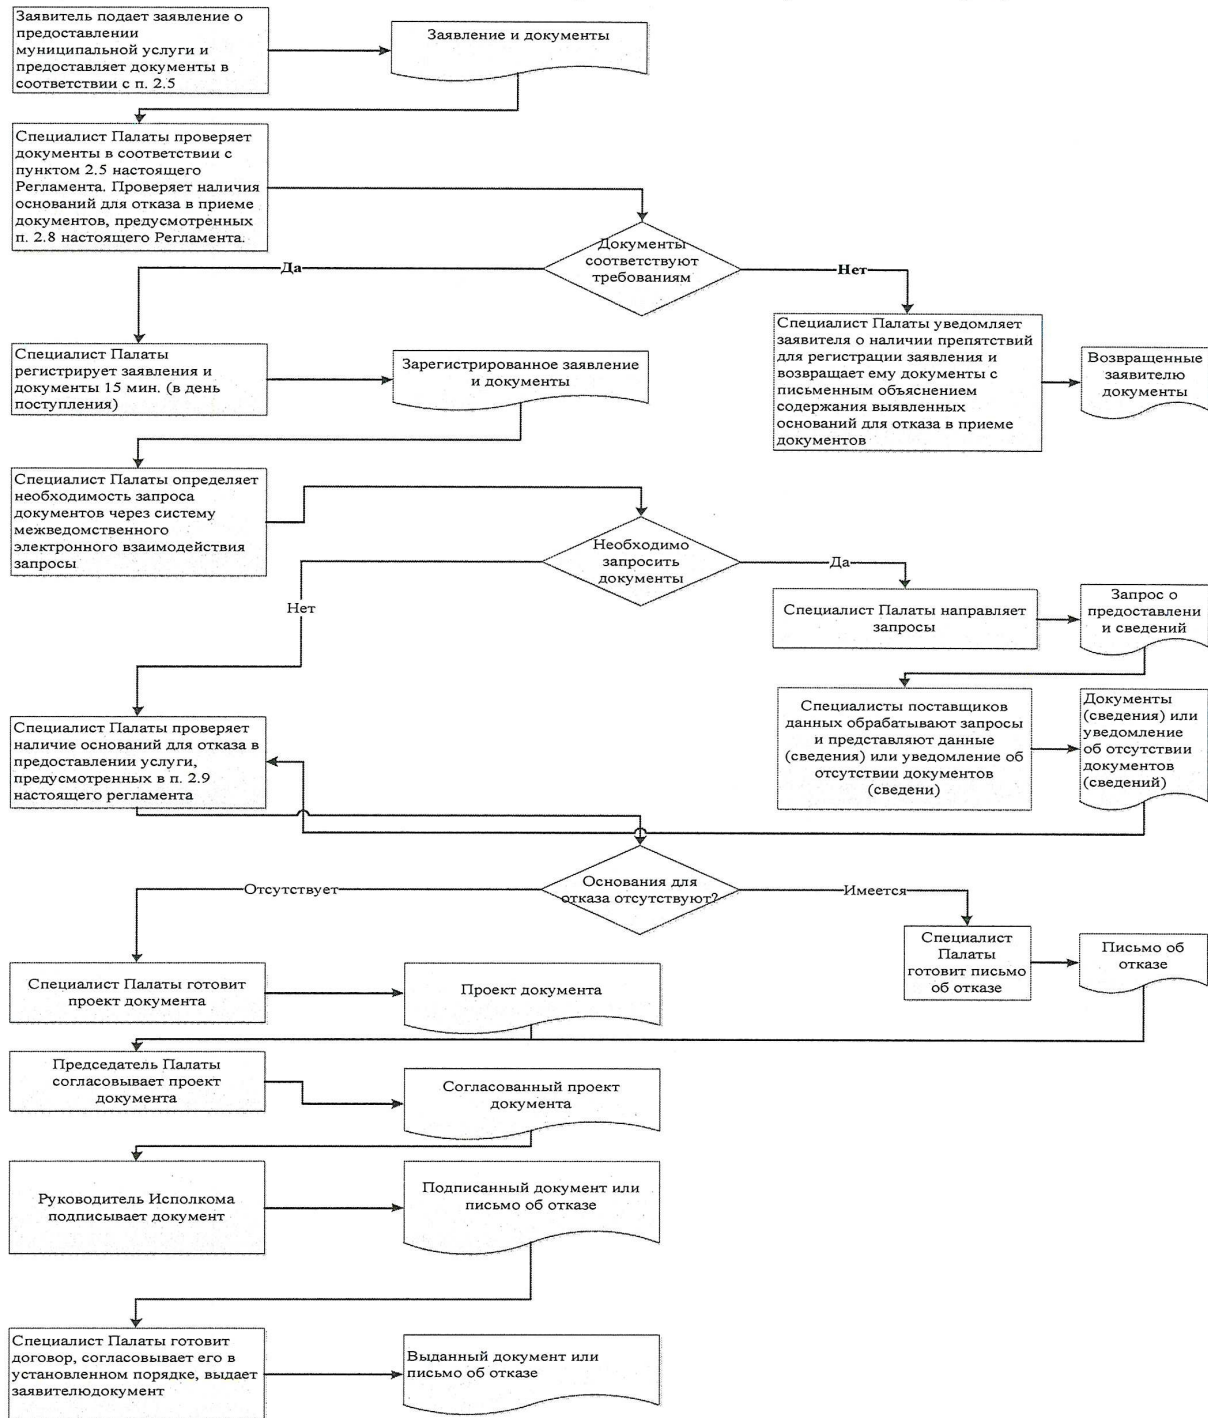 Заявитель подает заявление о
предоставлении
муниципальной услуги и
предоставляет документы в
соответствии с п. 2.5
Заявление и документы
Специалист Палаты проверяет
документы в соответствии с
пунктом 2.5 настоящего
Регламента. Проверяет наличия
оснований для отказа в приеме
документов, предусмотренных
п. 2.8 настоящего Регламента.
Документы
соответствуют
требованиям
Да
Нет
Специалист Палаты
регистрирует заявления и
документы 15 мин. (в день
поступления)
Зарегистрированное заявление
и документы
Специалист Палаты уведомляет
заявителя о наличии препятствий
для регистрации заявления и
возвращает ему документы с
письменным объяснением
содержания выявленных
оснований для отказа в приеме
документов
Возвращенные
заявителю
документы
Специалист Палаты определяет
необходимость запроса
документов через систему
межведомственного
электронного взаимодействия
запросы
Необходимо
запросить
документы
Да
Нет
Специалист Палаты направляет
запросы
Запрос о
предоставлени
и сведений
Специалисты поставщиков
данных обрабатывают запросы
и представляют данные
(сведения) или уведомление об
отсутствии документов
(сведени)
Документы
(сведения) или
уведомление
об отсутствии
документов
(сведений)
Специалист Палаты проверяет
наличие оснований для отказа в
предоставлении услуги,
предусмотренных в п. 2.9
настоящего регламента
Основания для
отказа отсутствуют?
Отсутствует
Имеется
Специалист
Палаты
готовит письмо
об отказе
Письмо об
отказе
Специалист Палаты готовит
проект документа
Проект документа
Председатель Палаты
согласовывает проект
документа
Согласованный проект
документа
Руководитель Исполкома
подписывает документ
Подписанный документ или
письмо об отказе
Специалист Палаты готовит
договор, согласовывает его в
установленном порядке, выдает
заявителюдокумент
Выданный документ или
письмо об отказе